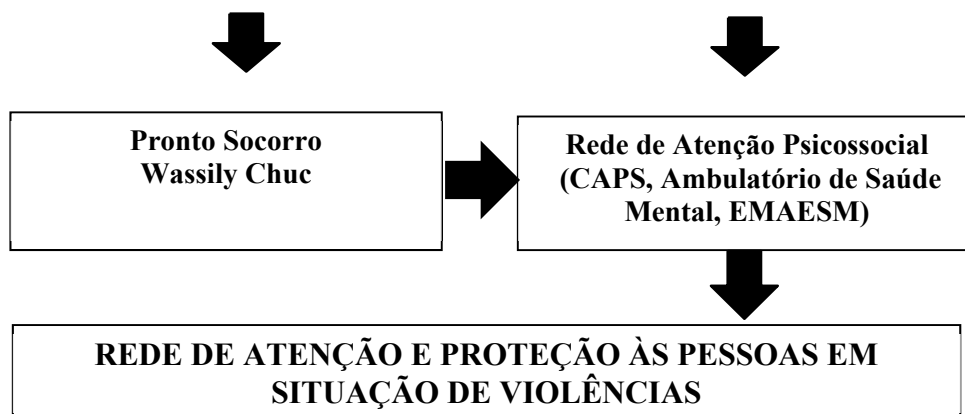 Pronto Socorro
Wassily Chuc
Rede de Atenção Psicossocial
(CAPS, Ambulatório de Saúde
Mental, EMAESM)
REDE DE ATENÇÃO E PROTEÇÃO ÀS PESSOAS EM
SITUAÇÃO DE VIOLÊNCIAS